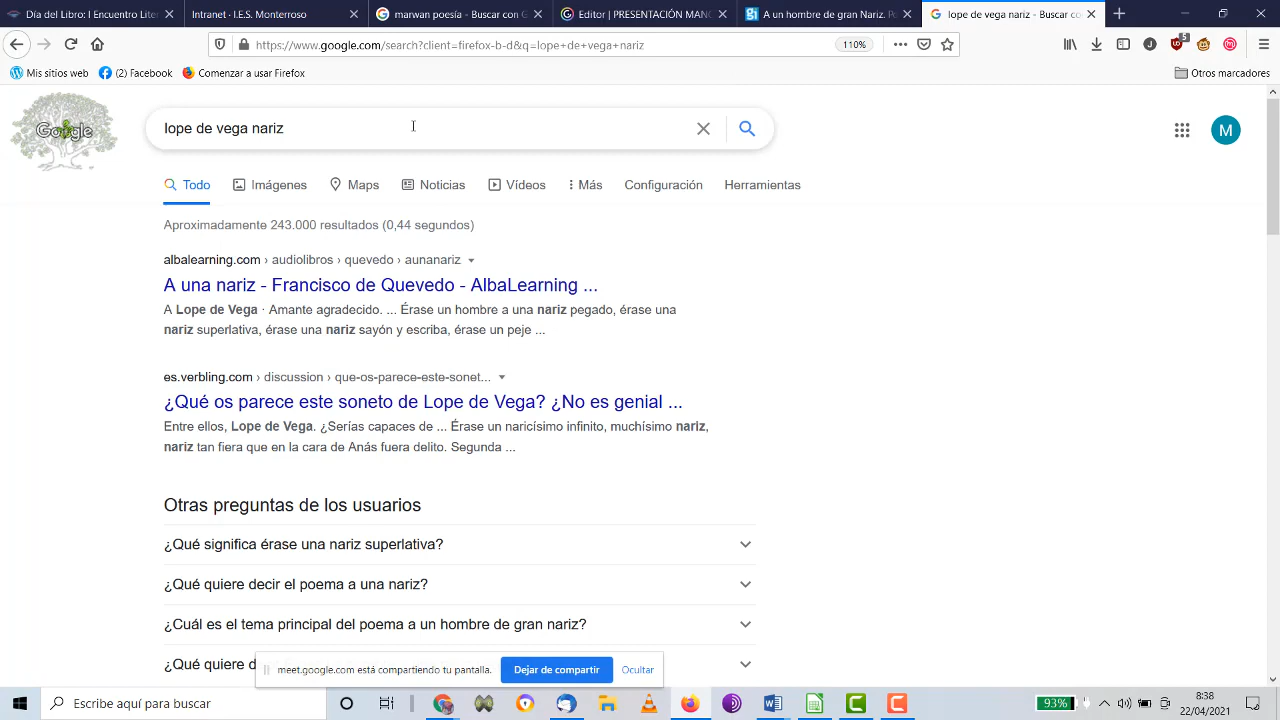 Día del Libro: I Encuentro Litera
Intranet - I.E.S. Monterroso
marwan poesía - Buscar con G
Editor | PRESENTACIÓN MANO
A un hombre de gran Nariz. Po
lope de vega nariz - Buscar co
https://www.google.com/search?client=firefox-b-d&q=lope+de+vega+nariz
110%
J
5
Mis sitios web
(2) Facebook
Comenzar a usar Firefox
Otros marcadores
Google
lope de vega nariz
M
Todo
Imágenes
Maps
Noticias
Vídeos
Más
Configuración
Herramientas
Aproximadamente 243.000 resultados (0,44 segundos)
albalearning.com › audiolibros › quevedo › aunanariz
A una nariz - Francisco de Quevedo - AlbaLearning ...
A Lope de Vega · Amante agradecido. ... Érase un hombre a una nariz pegado, érase una
nariz superlativa, érase una nariz sayón y escriba, érase un peje ...
es.verbling.com › discussion › que-os-parece-este-sonet...
¿Qué os parece este soneto de Lope de Vega? ¿No es genial ...
Entre ellos, Lope de Vega. ¿Serías capaces de ... Érase un naricísimo infinito, muchísimo nariz,
nariz tan fiera que en la cara de Anás fuera delito. Segunda ...
Otras preguntas de los usuarios
¿Qué significa érase una nariz superlativa?
¿Qué quiere decir el poema a una nariz?
¿Cuál es el tema principal del poema a un hombre de gran nariz?
¿Qué quiere d
meet.google.com está compartiendo tu pantalla.
Dejar de compartir
Ocultar
Escribe aquí para buscar
93%
8:38
22/04/2021